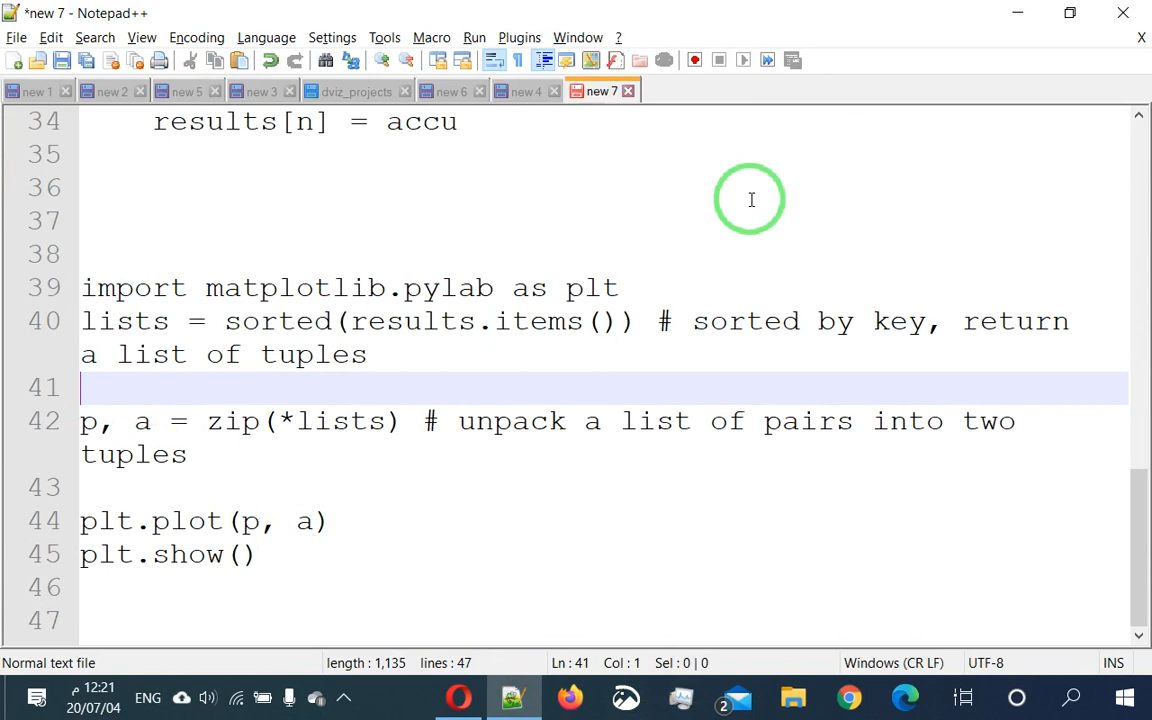 *new 7 - Notepad++
File Edit Search View Encoding Language Settings Tools Macro Run Plugins Window ? X
new 1 new 2 new 5 new 3 dviz_projects new 6 new 4 new 7
34 results[n] = accu
35
36
37
38
39 import matplotlib.pylab as plt
40 lists = sorted(results.items()) # sorted by key, return
a list of tuples
41
42 p, a = zip(*lists) # unpack a list of pairs into two
tuples
43
44 plt.plot(p, a)
45 plt.show()
46
47
Normal text file length : 1,135 lines : 47 Ln : 41 Col : 1 Sel : 0 | 0 Windows (CR LF) UTF-8 INS
12:21 م ENG 2
20/07/04